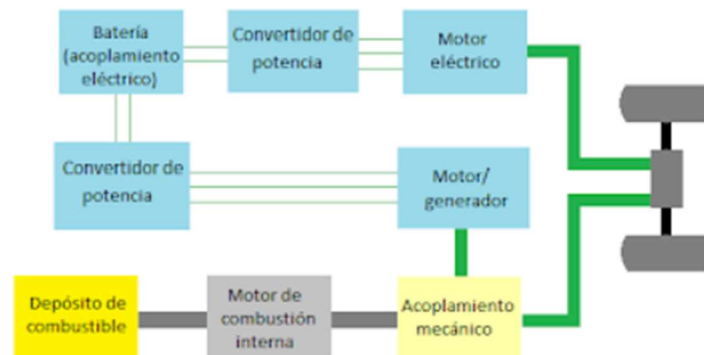 Batería
(acoplamiento
eléctrico)
Convertidor de
potencia
Motor
eléctrico
Convertidor de
potencia
Motor/
generador
Depósito de
combustible
Motor de
combustión
interna
Acoplamiento
mecánico